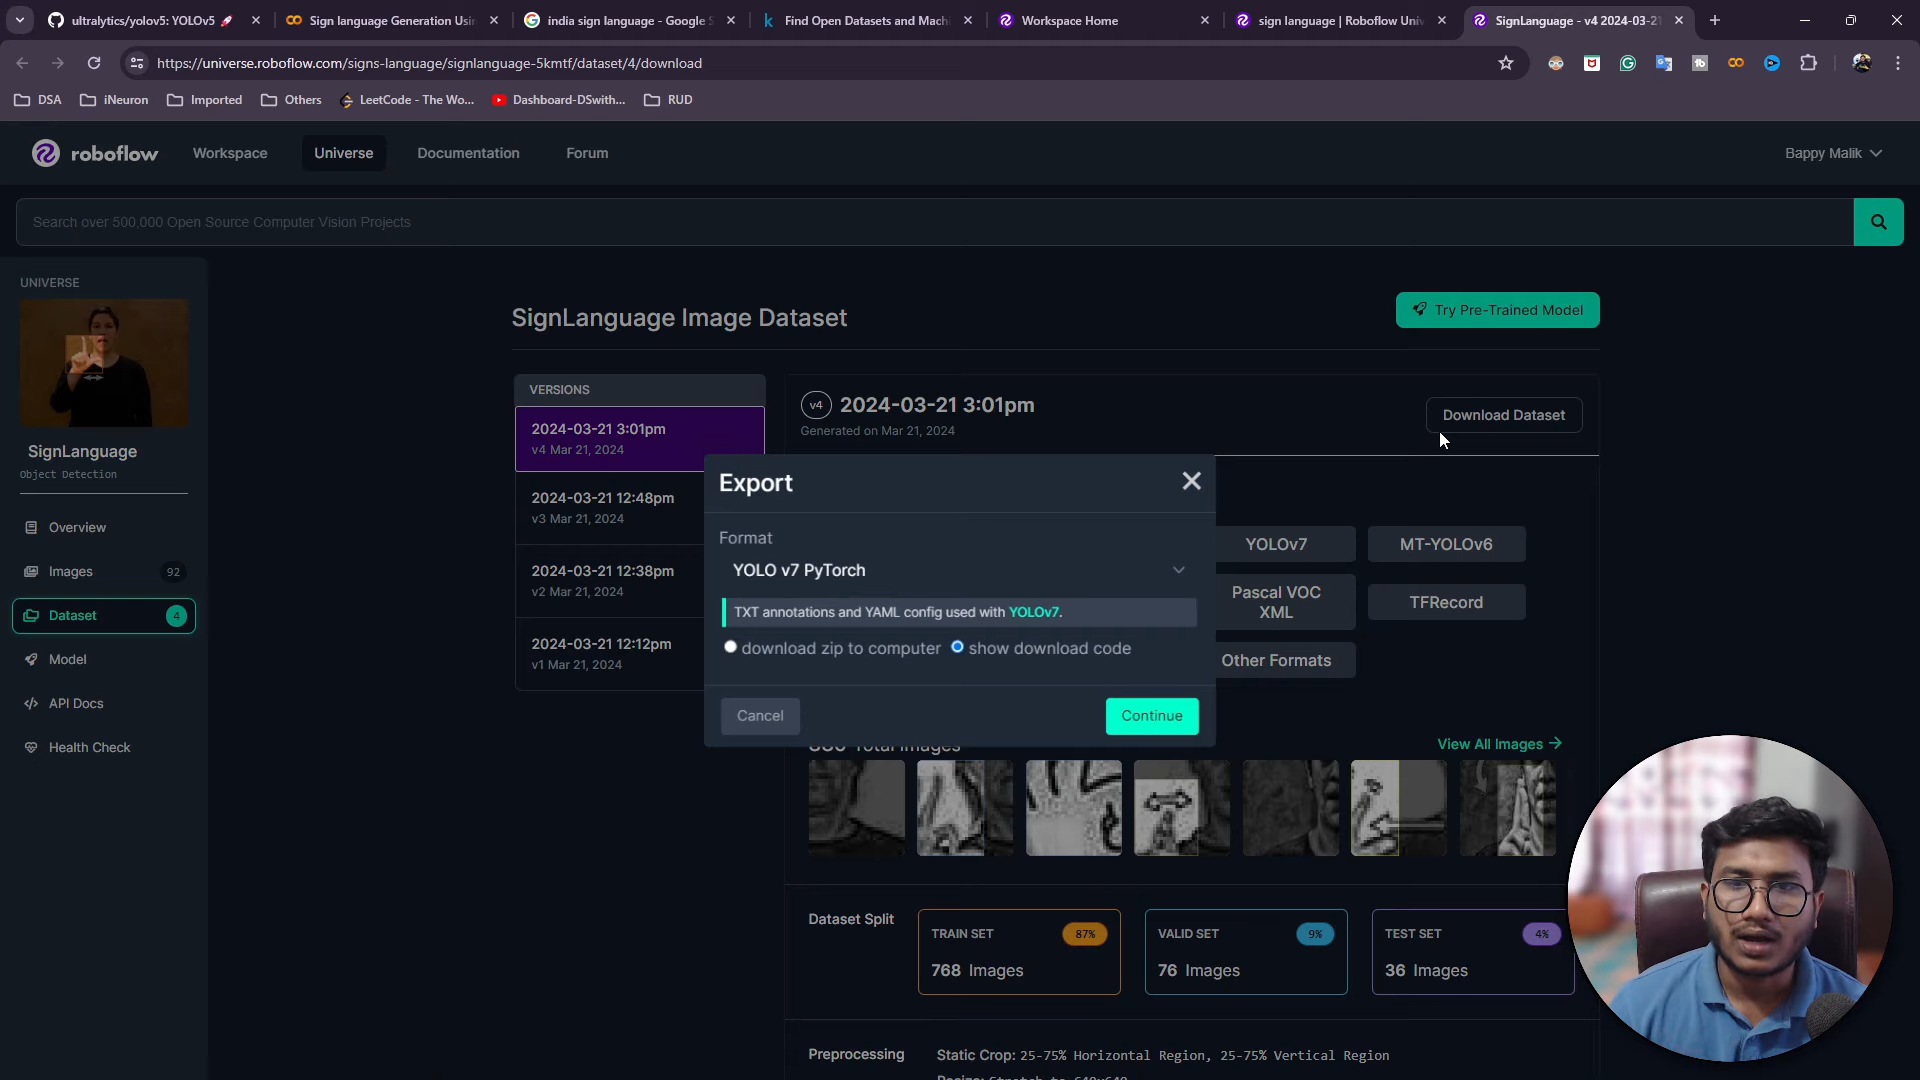 ultralytics/yolov5: YOLOv5 🚀
Sign language Generation Usin
india sign language - Google S
Find Open Datasets and Machi
Workspace Home
sign language | Roboflow Univ
SignLanguage - v4 2024-03-21
https://universe.roboflow.com/signs-language/signlanguage-5kmtf/dataset/4/download
DSA
iNeuron
Imported
Others
LeetCode - The Wo...
Dashboard-DSwith...
RUD
roboflow
Workspace
Universe
Documentation
Forum
Bappy Malik
Search over 500,000 Open Source Computer Vision Projects
UNIVERSE
SignLanguage
Object Detection
Overview
Images 92
Dataset 4
Model
API Docs
Health Check
SignLanguage Image Dataset
Try Pre-Trained Model
VERSIONS
2024-03-21 3:01pm
v4 Mar 21, 2024
2024-03-21 12:48pm
v3 Mar 21, 2024
2024-03-21 12:38pm
v2 Mar 21, 2024
2024-03-21 12:12pm
v1 Mar 21, 2024
v4 2024-03-21 3:01pm
Generated on Mar 21, 2024
Download Dataset
Export
Format
YOLO v7 PyTorch
TXT annotations and YAML config used with YOLOv7.
download zip to computer show download code
Cancel
Continue
YOLOv7
MT-YOLOv6
Pascal VOC
XML
TFRecord
Other Formats
Total Images
View All Images →
Dataset Split
TRAIN SET 87%
768 Images
VALID SET 9%
76 Images
TEST SET 4%
36 Images
Preprocessing
Static Crop: 25-75% Horizontal Region, 25-75% Vertical Region